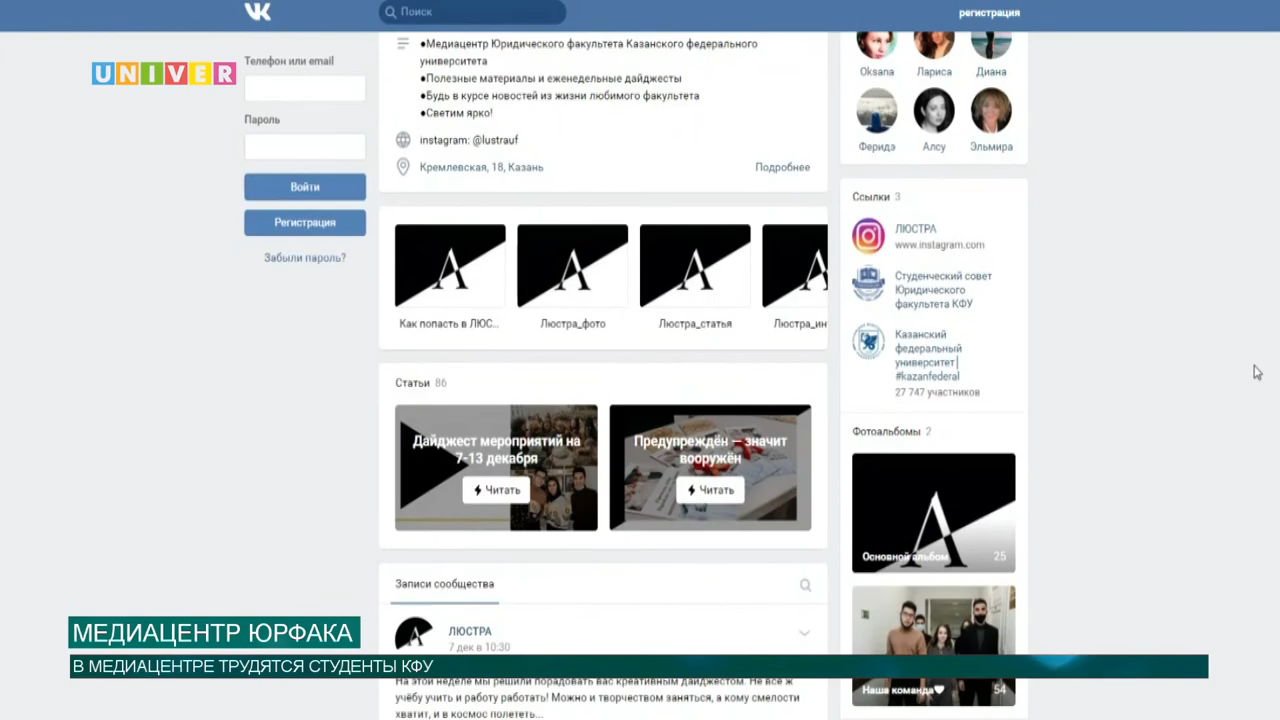 Поиск
регистрация
UNIVER
Телефон или email
Пароль
Войти
Регистрация
Забыли пароль?
●Медиацентр Юридического факультета Казанского федерального
университета
●Полезные материалы и еженедельные дайджесты
●Будь в курсе новостей из жизни любимого факультета
●Светим ярко!
instagram: @lustrauf
Кремлевская, 18, Казань
Подробнее
Как попасть в ЛЮС...
Люстра_фото
Люстра_статья
Люстра_ин
Статьи 86
Дайджест мероприятий на
7-13 декабря
Читать
Предупреждён — значит
вооружён
Читать
Записи сообщества
ЛЮСТРА
7 дек в 10:30
На этой неделе мы решили порадовать вас креативным дайджестом. Не всё ж
учёбу учить и работу работать! Можно и творчеством заняться, а кому смелости
хватит, и в космос полететь...
Oksana
Лариса
Диана
Феридэ
Алсу
Эльмира
Ссылки 3
ЛЮСТРА
www.instagram.com
Студенческий совет
Юридического
факультета КФУ
Казанский
федеральный
университет|
#kazanfederal
27 747 участников
Фотоальбомы 2
Основной альбом 25
Наша команда🖤 54
МЕДИАЦЕНТР ЮРФАКА
В МЕДИАЦЕНТРЕ ТРУДЯТСЯ СТУДЕНТЫ КФУ